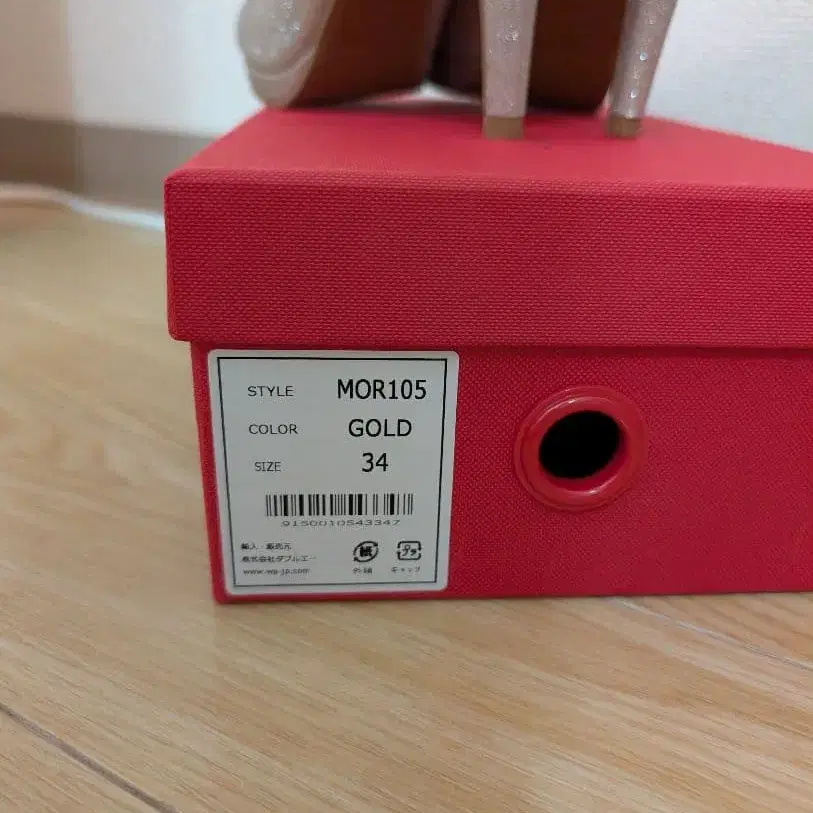 STYLE MOR105
COLOR GOLD
SIZE 34
9150010543347
輸入・販売元
株式会社ダブルエー
www.wa-jp.com
紙 プラ
外箱 キャップ